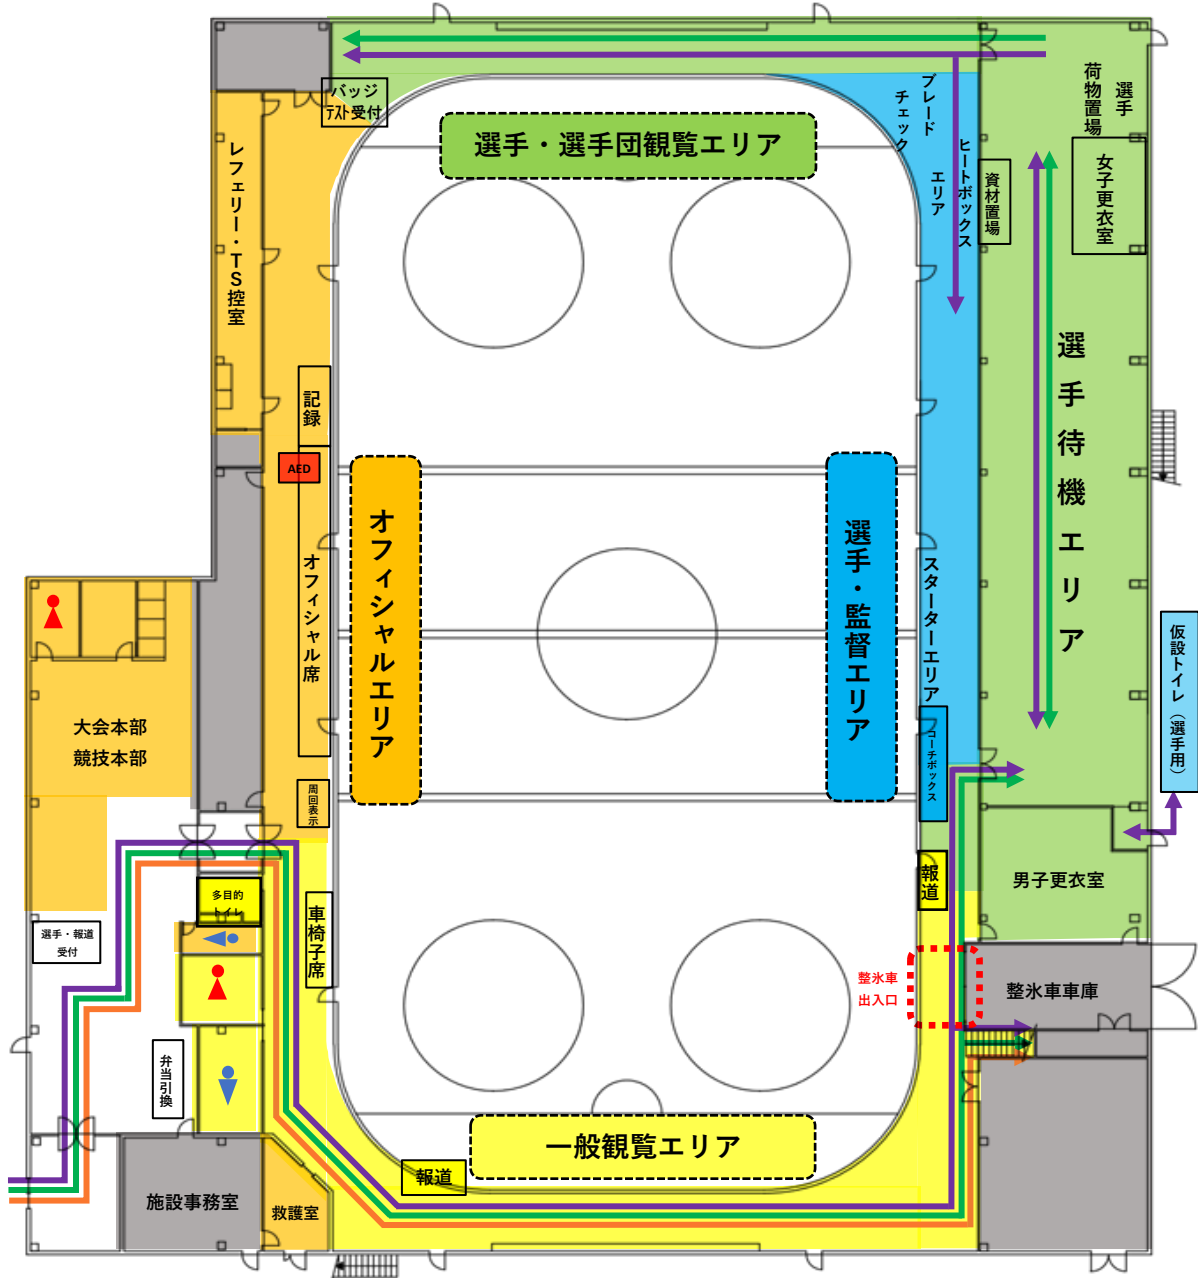 バッジ
ﾃｽﾄ受付
選手・選手団観覧エリア
ブレード
チェック
エリア
ヒートボックス
資材置場
選手
荷物置場
女子更衣室
レフェリー・TS控室
記録
AED
オフィシャル席
オフィシャルエリア
選手・監督エリア
スターターエリア
コーチボックス
選手待機エリア
仮設トイレ（選手用）
大会本部
競技本部
周回表示
多目的
トイレ
車椅子席
選手・報道
受付
報道
男子更衣室
整氷車
出入口
整氷車車庫
弁当引換
一般観覧エリア
報道
施設事務室
救護室